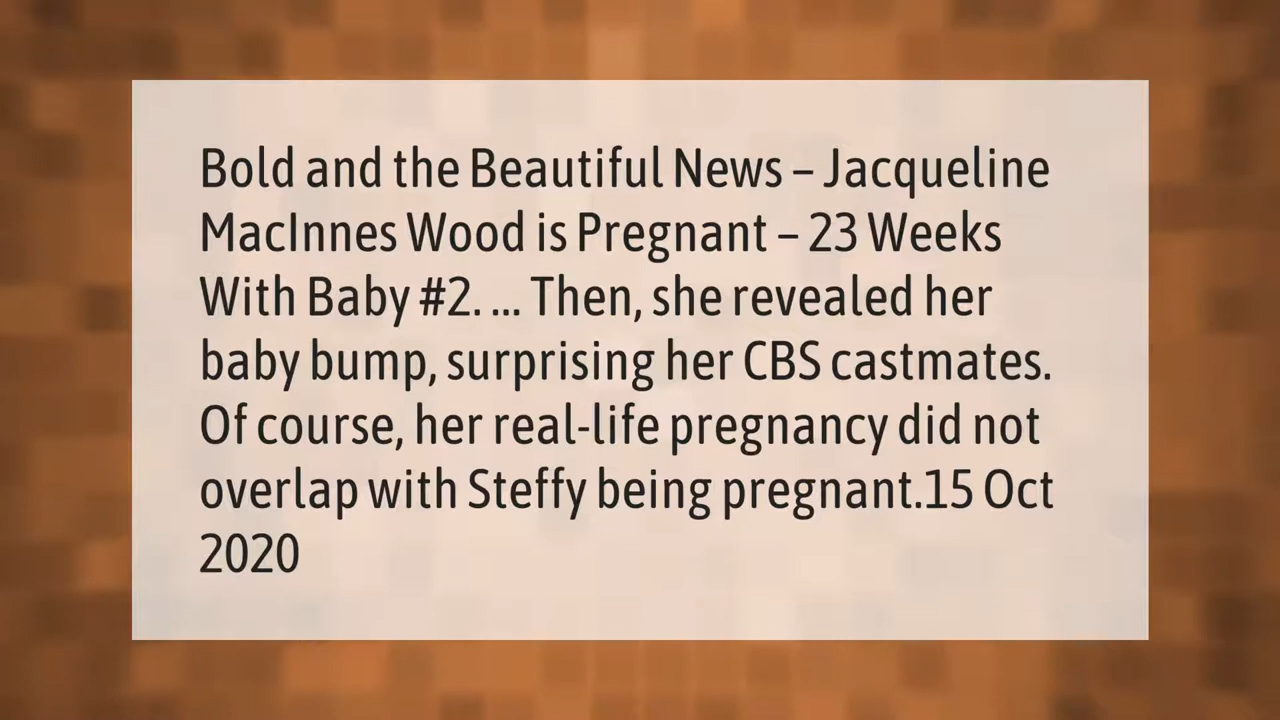 Bold and the Beautiful News – Jacqueline
MacInnes Wood is Pregnant – 23 Weeks
With Baby #2. ... Then, she revealed her
baby bump, surprising her CBS castmates.
Of course, her real-life pregnancy did not
overlap with Steffy being pregnant.15 Oct
2020